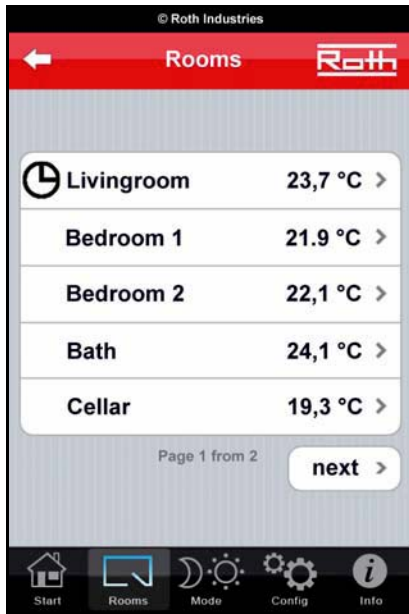 © Roth Industries
Rooms Roth
Livingroom 23,7 °C >
Bedroom 1 21.9 °C >
Bedroom 2 22,1 °C >
Bath 24,1 °C >
Cellar 19,3 °C >
Page 1 from 2 next >
Start Rooms Mode Config Info